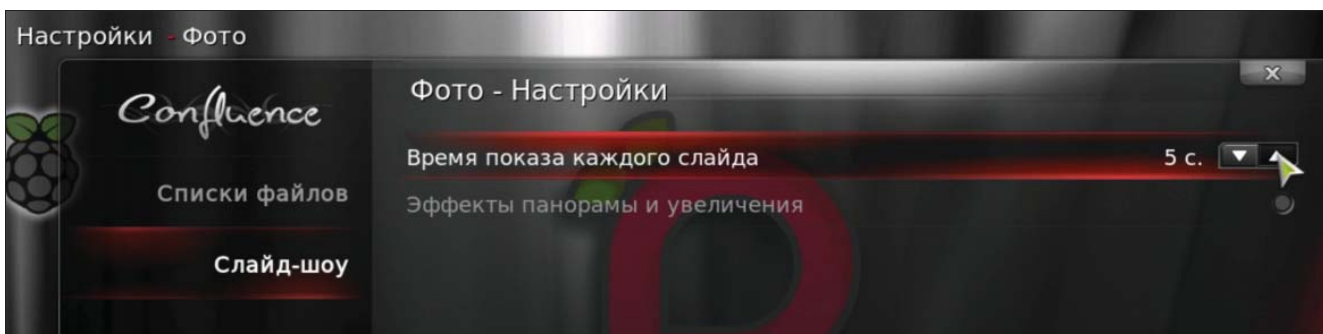 Настройки - Фото
Confluence
Фото - Настройки
Время показа каждого слайда 5 с.
Списки файлов
Эффекты панорамы и увеличения
Слайд-шоу